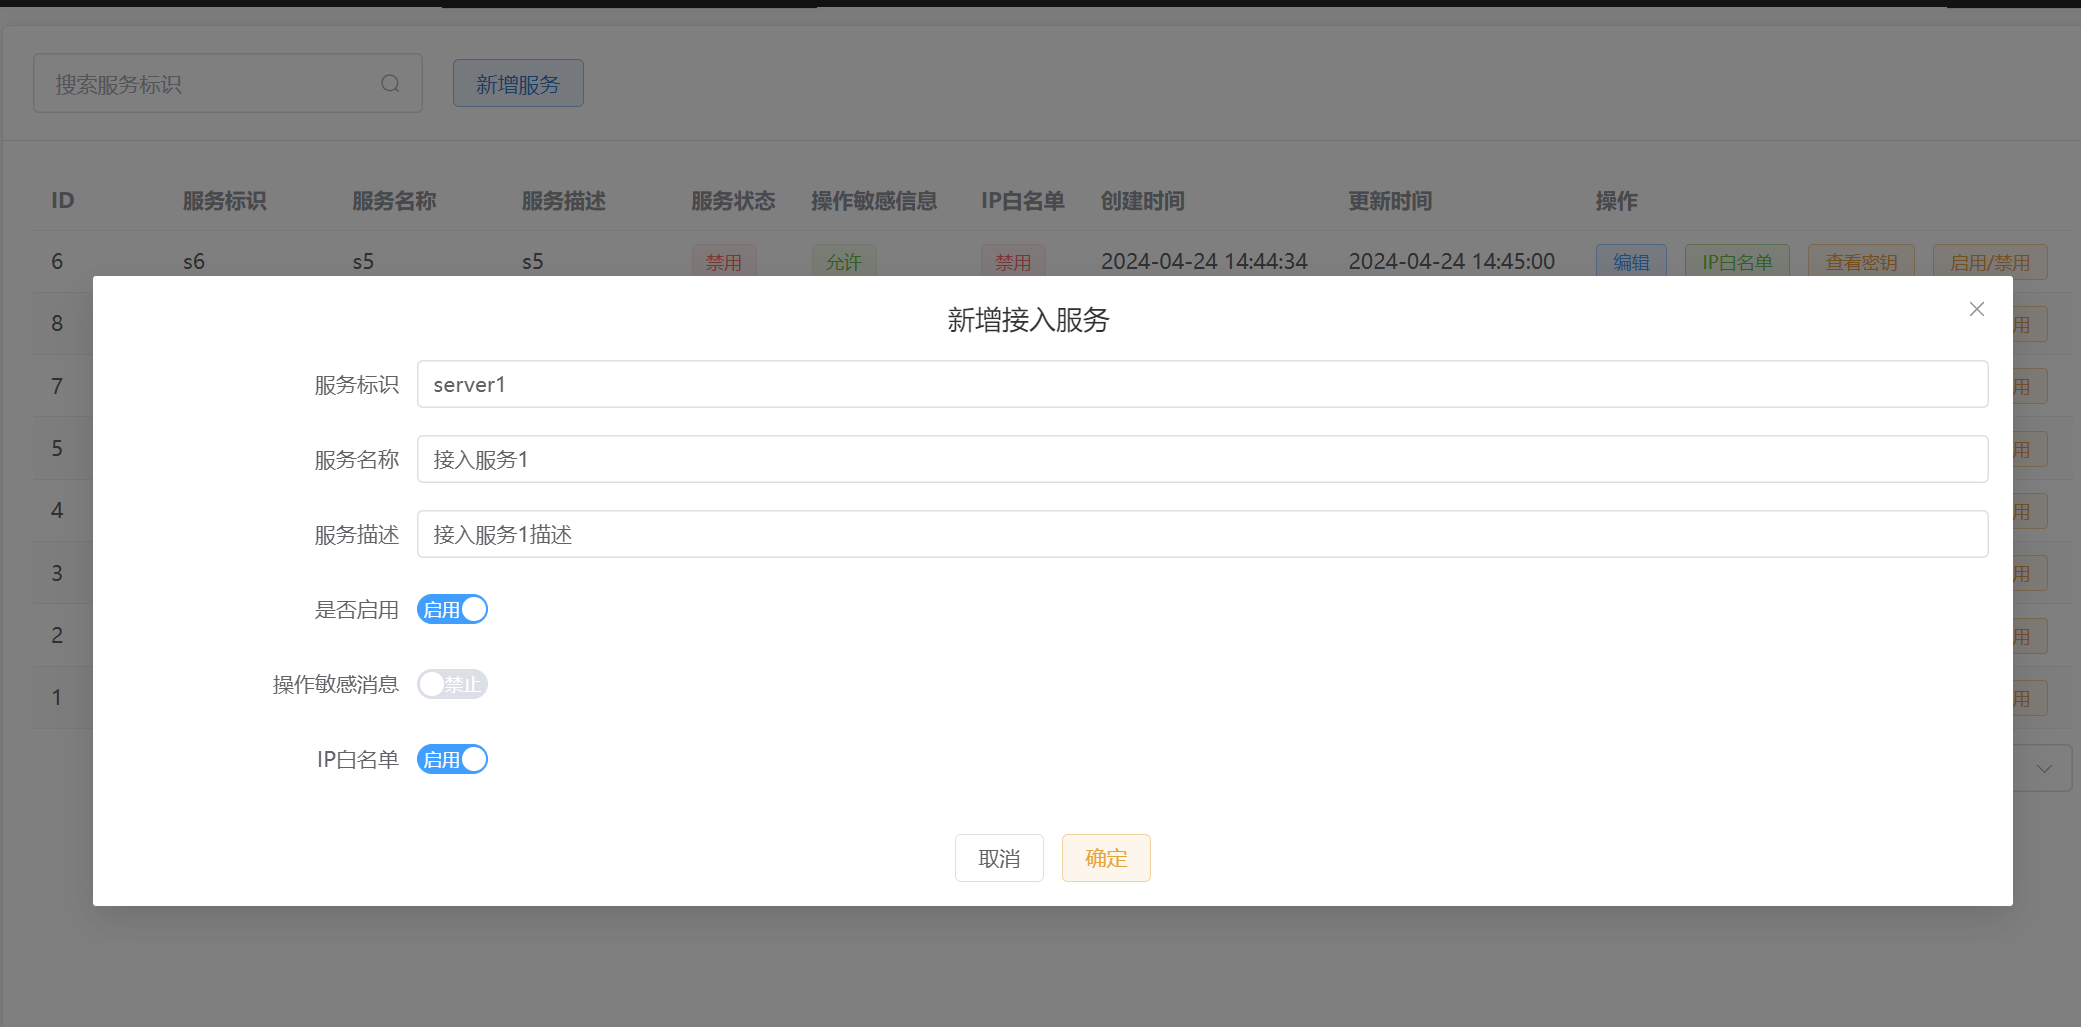 搜索服务标识 新增服务
ID 服务标识 服务名称 服务描述 服务状态 操作敏感信息 IP白名单 创建时间 更新时间 操作
6 s6 s5 s5 禁用 允许 禁用 2024-04-24 14:44:34 2024-04-24 14:45:00 编辑 IP白名单 查看密钥 启用/禁用
新增接入服务
8 用
服务标识 server1
7 用
服务名称 接入服务1
5 用
4 用
服务描述 接入服务1描述
3 用
是否启用 启用
2 用
操作敏感消息 禁止
1 用
IP白名单 启用
取消 确定